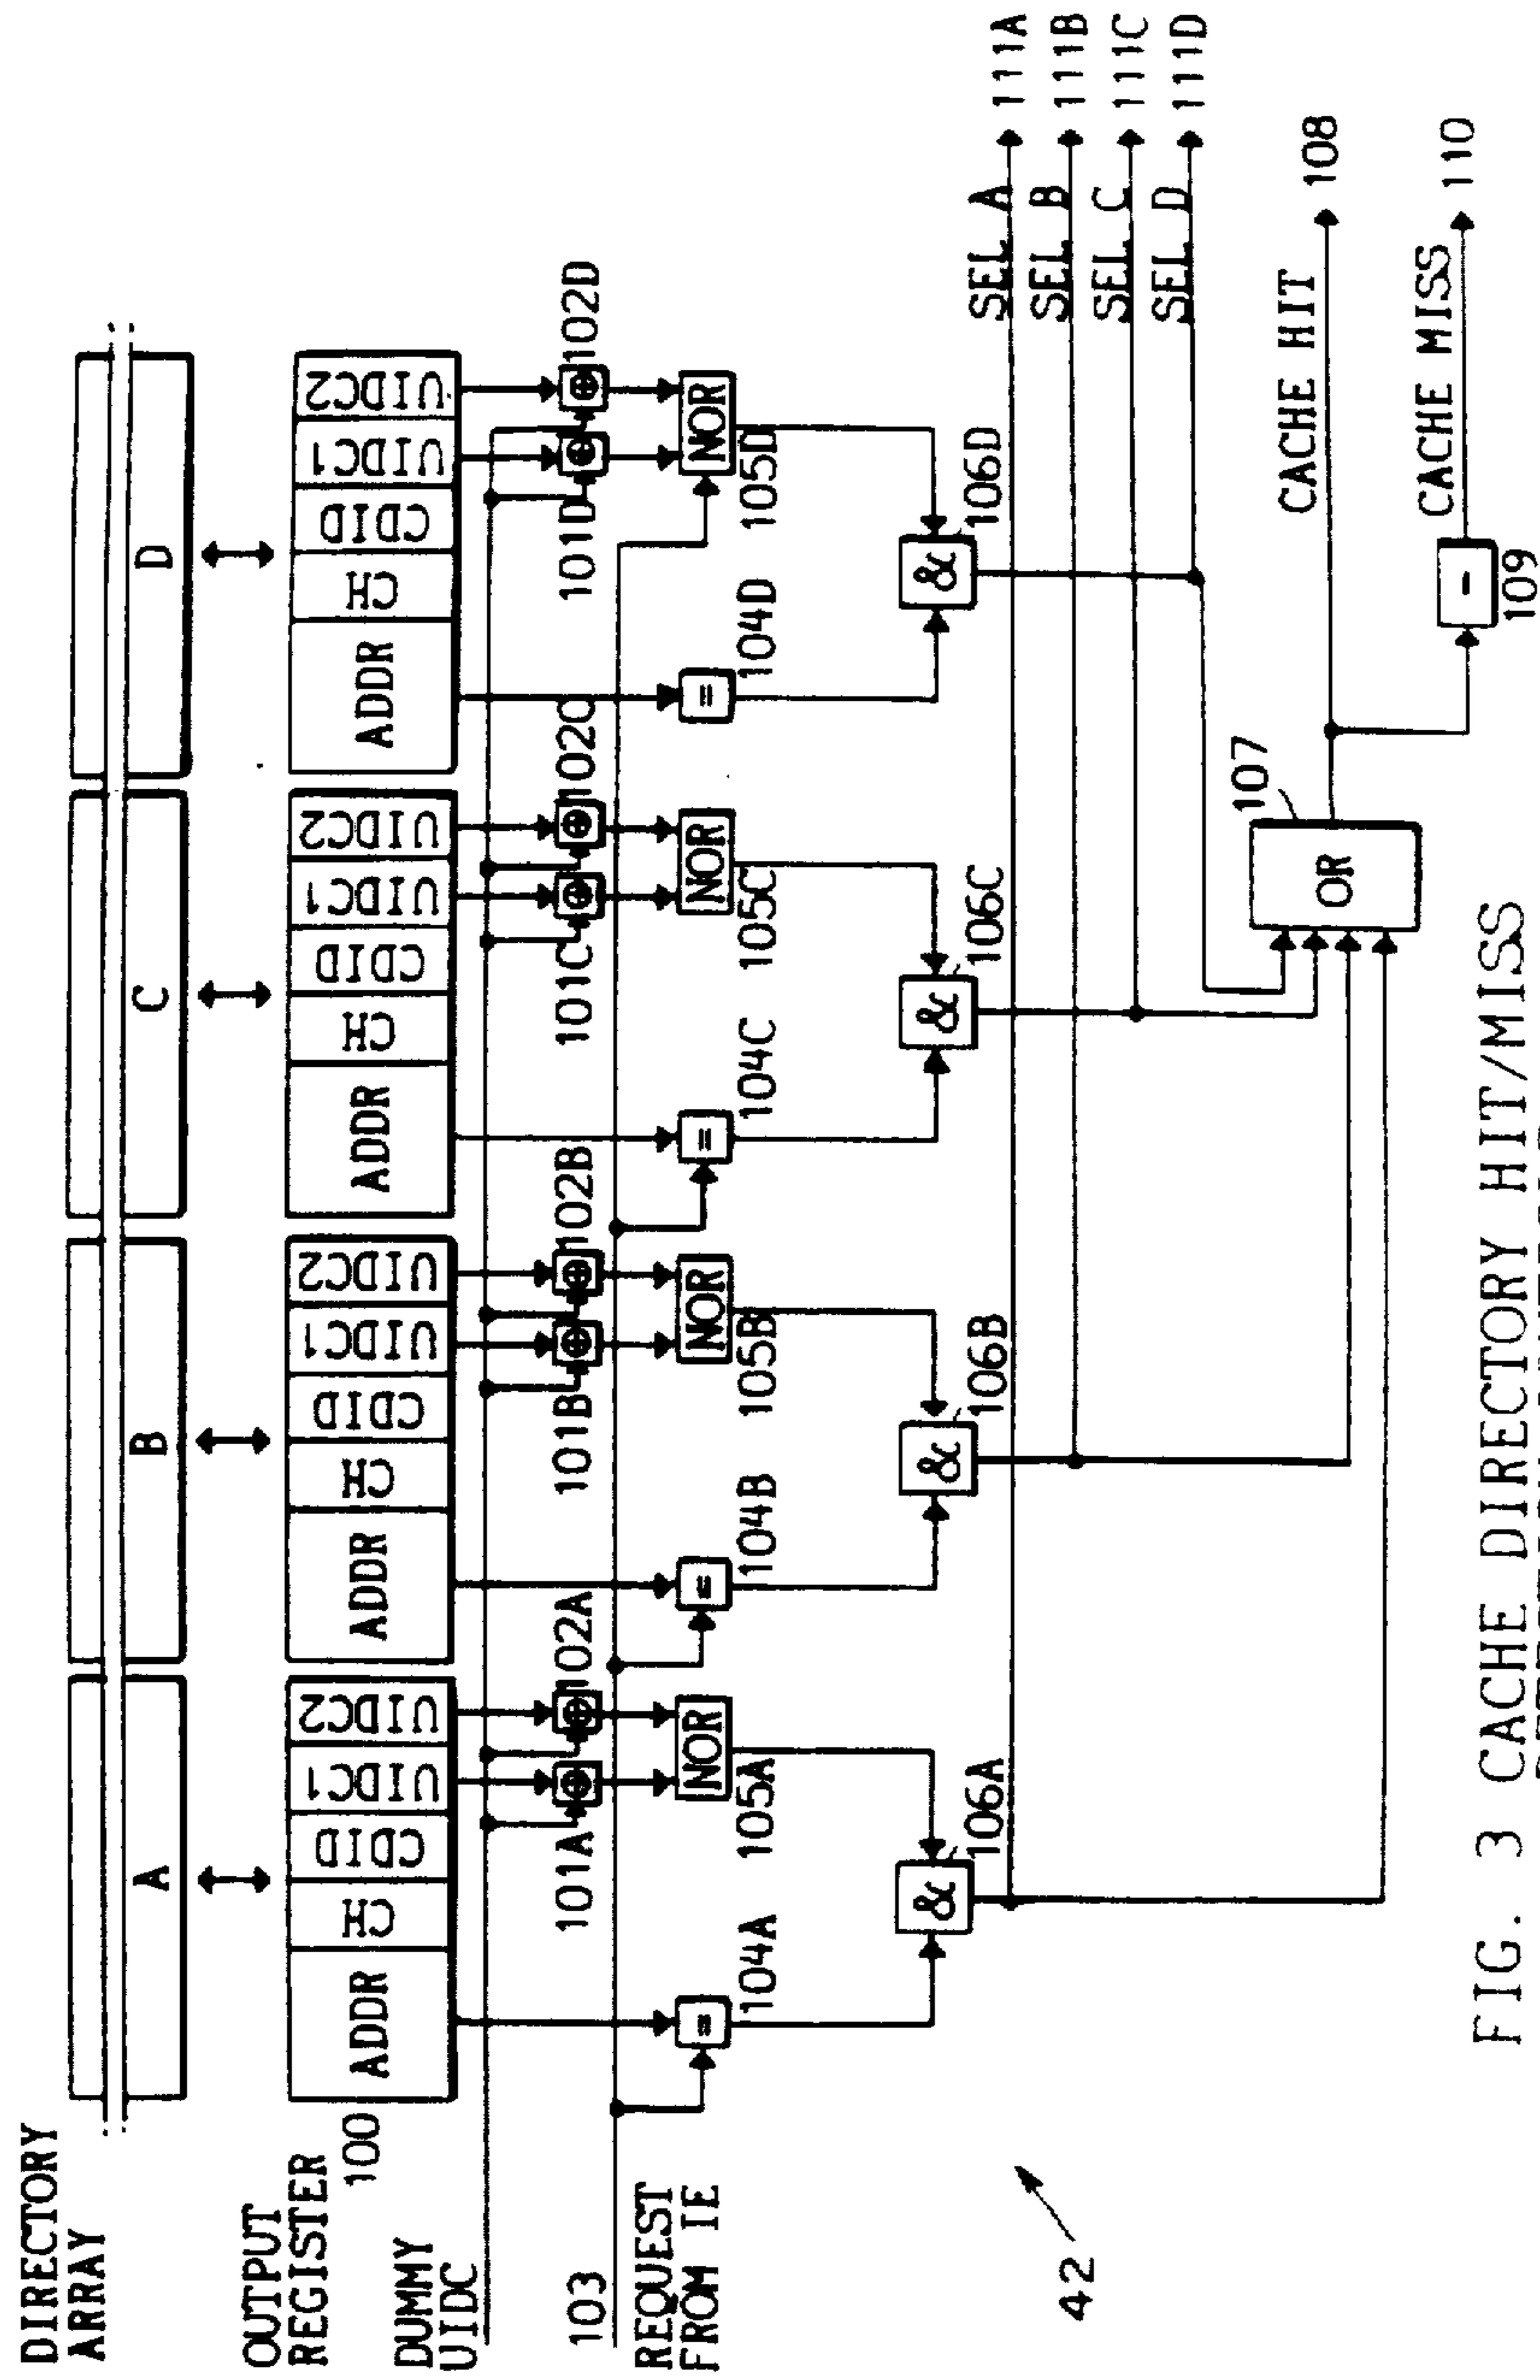 DIRECTORY
ARRAY
A
B
C
D
OUTPUT
REGISTER
100
ADDR
CH
CDID
UIDC1
UIDC2
ADDR
CH
CDID
UIDC1
UIDC2
ADDR
CH
CDID
UIDC1
UIDC2
ADDR
CH
CDID
UIDC1
UIDC2
DUMMY
UIDC
101A
⊕
⊕
102A
101B
⊕
⊕
102B
101C
⊕
⊕
102C
101D
⊕
⊕
102D
103
REQUEST
FROM IE
=
104A
NOR
105A
=
104B
NOR
105B
=
104C
NOR
105C
=
104D
NOR
105D
&
106A
&
106B
&
106C
&
106D
SEL A
111A
SEL B
111B
SEL C
111C
SEL D
111D
42
OR
107
CACHE HIT
108
-
109
CACHE MISS
110
FIG. 3 CACHE DIRECTORY HIT/MISS